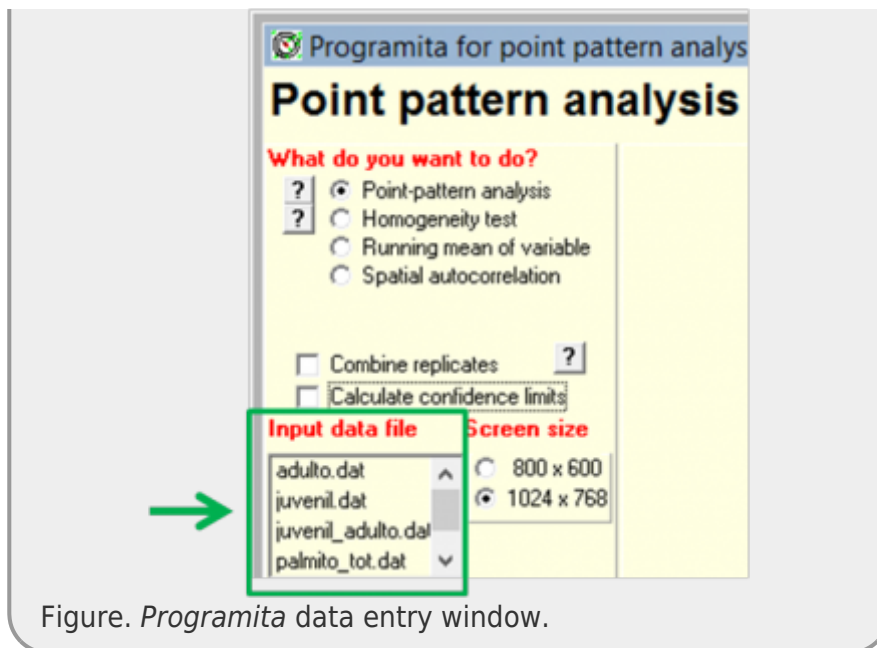 Programita for point pattern analys
Point pattern analysis
What do you want to do?
? Point-pattern analysis
? Homogeneity test
Running mean of variable
Spatial autocorrelation
Combine replicates ?
Calculate confidence limits
Input data file Screen size
adulto.dat 800 x 600
juvenil.dat 1024 x 768
juvenil_adulto.dat
palmito_tot.dat
Figure. Programita data entry window.